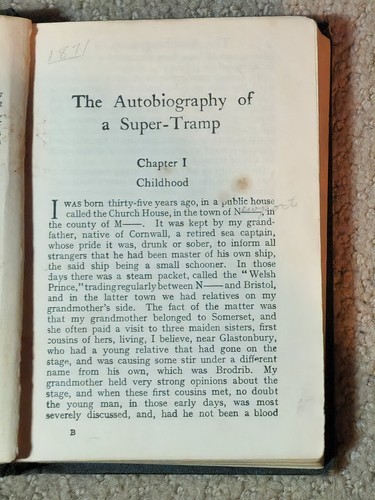 1871
The Autobiography of
a Super-Tramp
Chapter I
Childhood
I WAS born thirty-five years ago, in a public house
called the Church House, in the town of N——, in
ewport
the county of M——. It was kept by my grand-
father, native of Cornwall, a retired sea captain,
whose pride it was, drunk or sober, to inform all
strangers that he had been master of his own ship,
the said ship being a small schooner. In those
days there was a steam packet, called the "Welsh
Prince," trading regularly between N—— and Bristol,
and in the latter town we had relatives on my
grandmother's side. The fact of the matter was
that my grandmother belonged to Somerset, and
she often paid a visit to three maiden sisters, first
cousins of hers, living, I believe, near Glastonbury,
who had a young relative that had gone on the
stage, and was causing some stir under a different
name from his own, which was Brodrib. My
grandmother held very strong opinions about the
stage, and when these first cousins met, no doubt
the young man, in those early days, was most
severely discussed, and, had he not been a blood
B